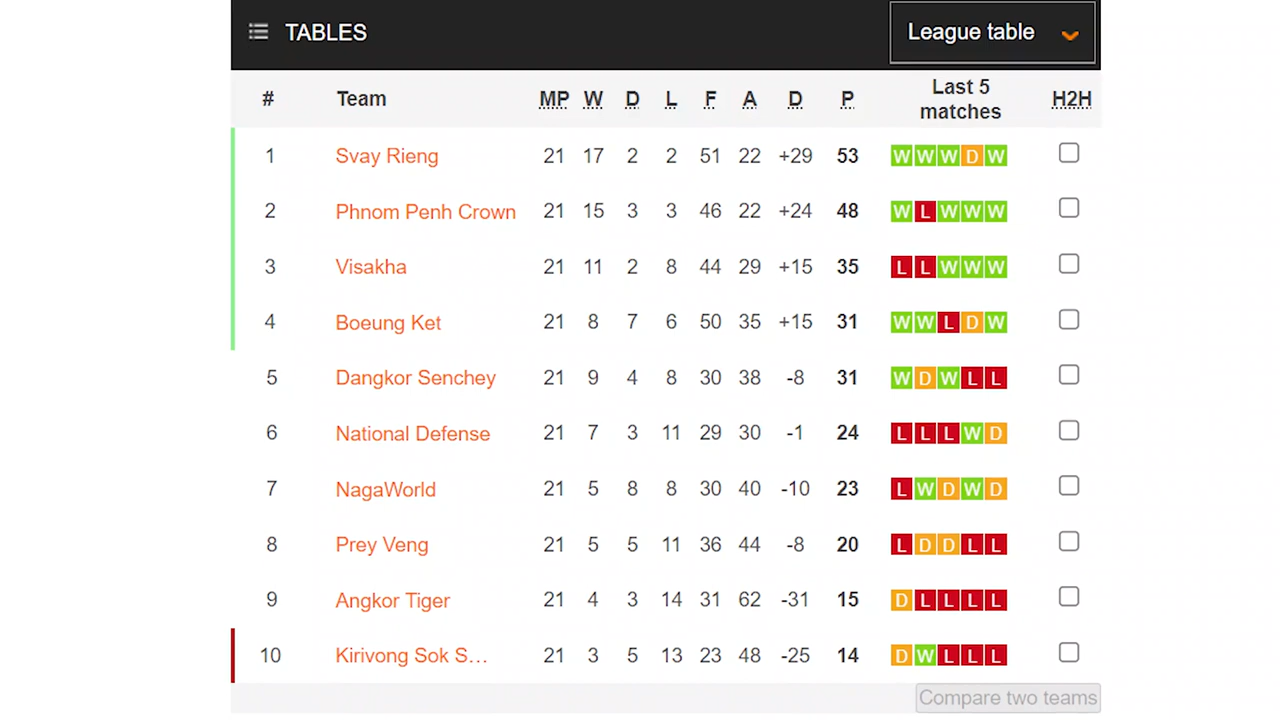 TABLES League table
# Team MP W D L F A D P Last 5 matches H2H
1 Svay Rieng 21 17 2 2 51 22 +29 53 W W W D W
2 Phnom Penh Crown 21 15 3 3 46 22 +24 48 W L W W W
3 Visakha 21 11 2 8 44 29 +15 35 L L W W W
4 Boeung Ket 21 8 7 6 50 35 +15 31 W W L D W
5 Dangkor Senchey 21 9 4 8 30 38 -8 31 W D W L L
6 National Defense 21 7 3 11 29 30 -1 24 L L L W D
7 NagaWorld 21 5 8 8 30 40 -10 23 L W D W D
8 Prey Veng 21 5 5 11 36 44 -8 20 L D D L L
9 Angkor Tiger 21 4 3 14 31 62 -31 15 D L L L L
10 Kirivong Sok S... 21 3 5 13 23 48 -25 14 D W L L L
Compare two teams